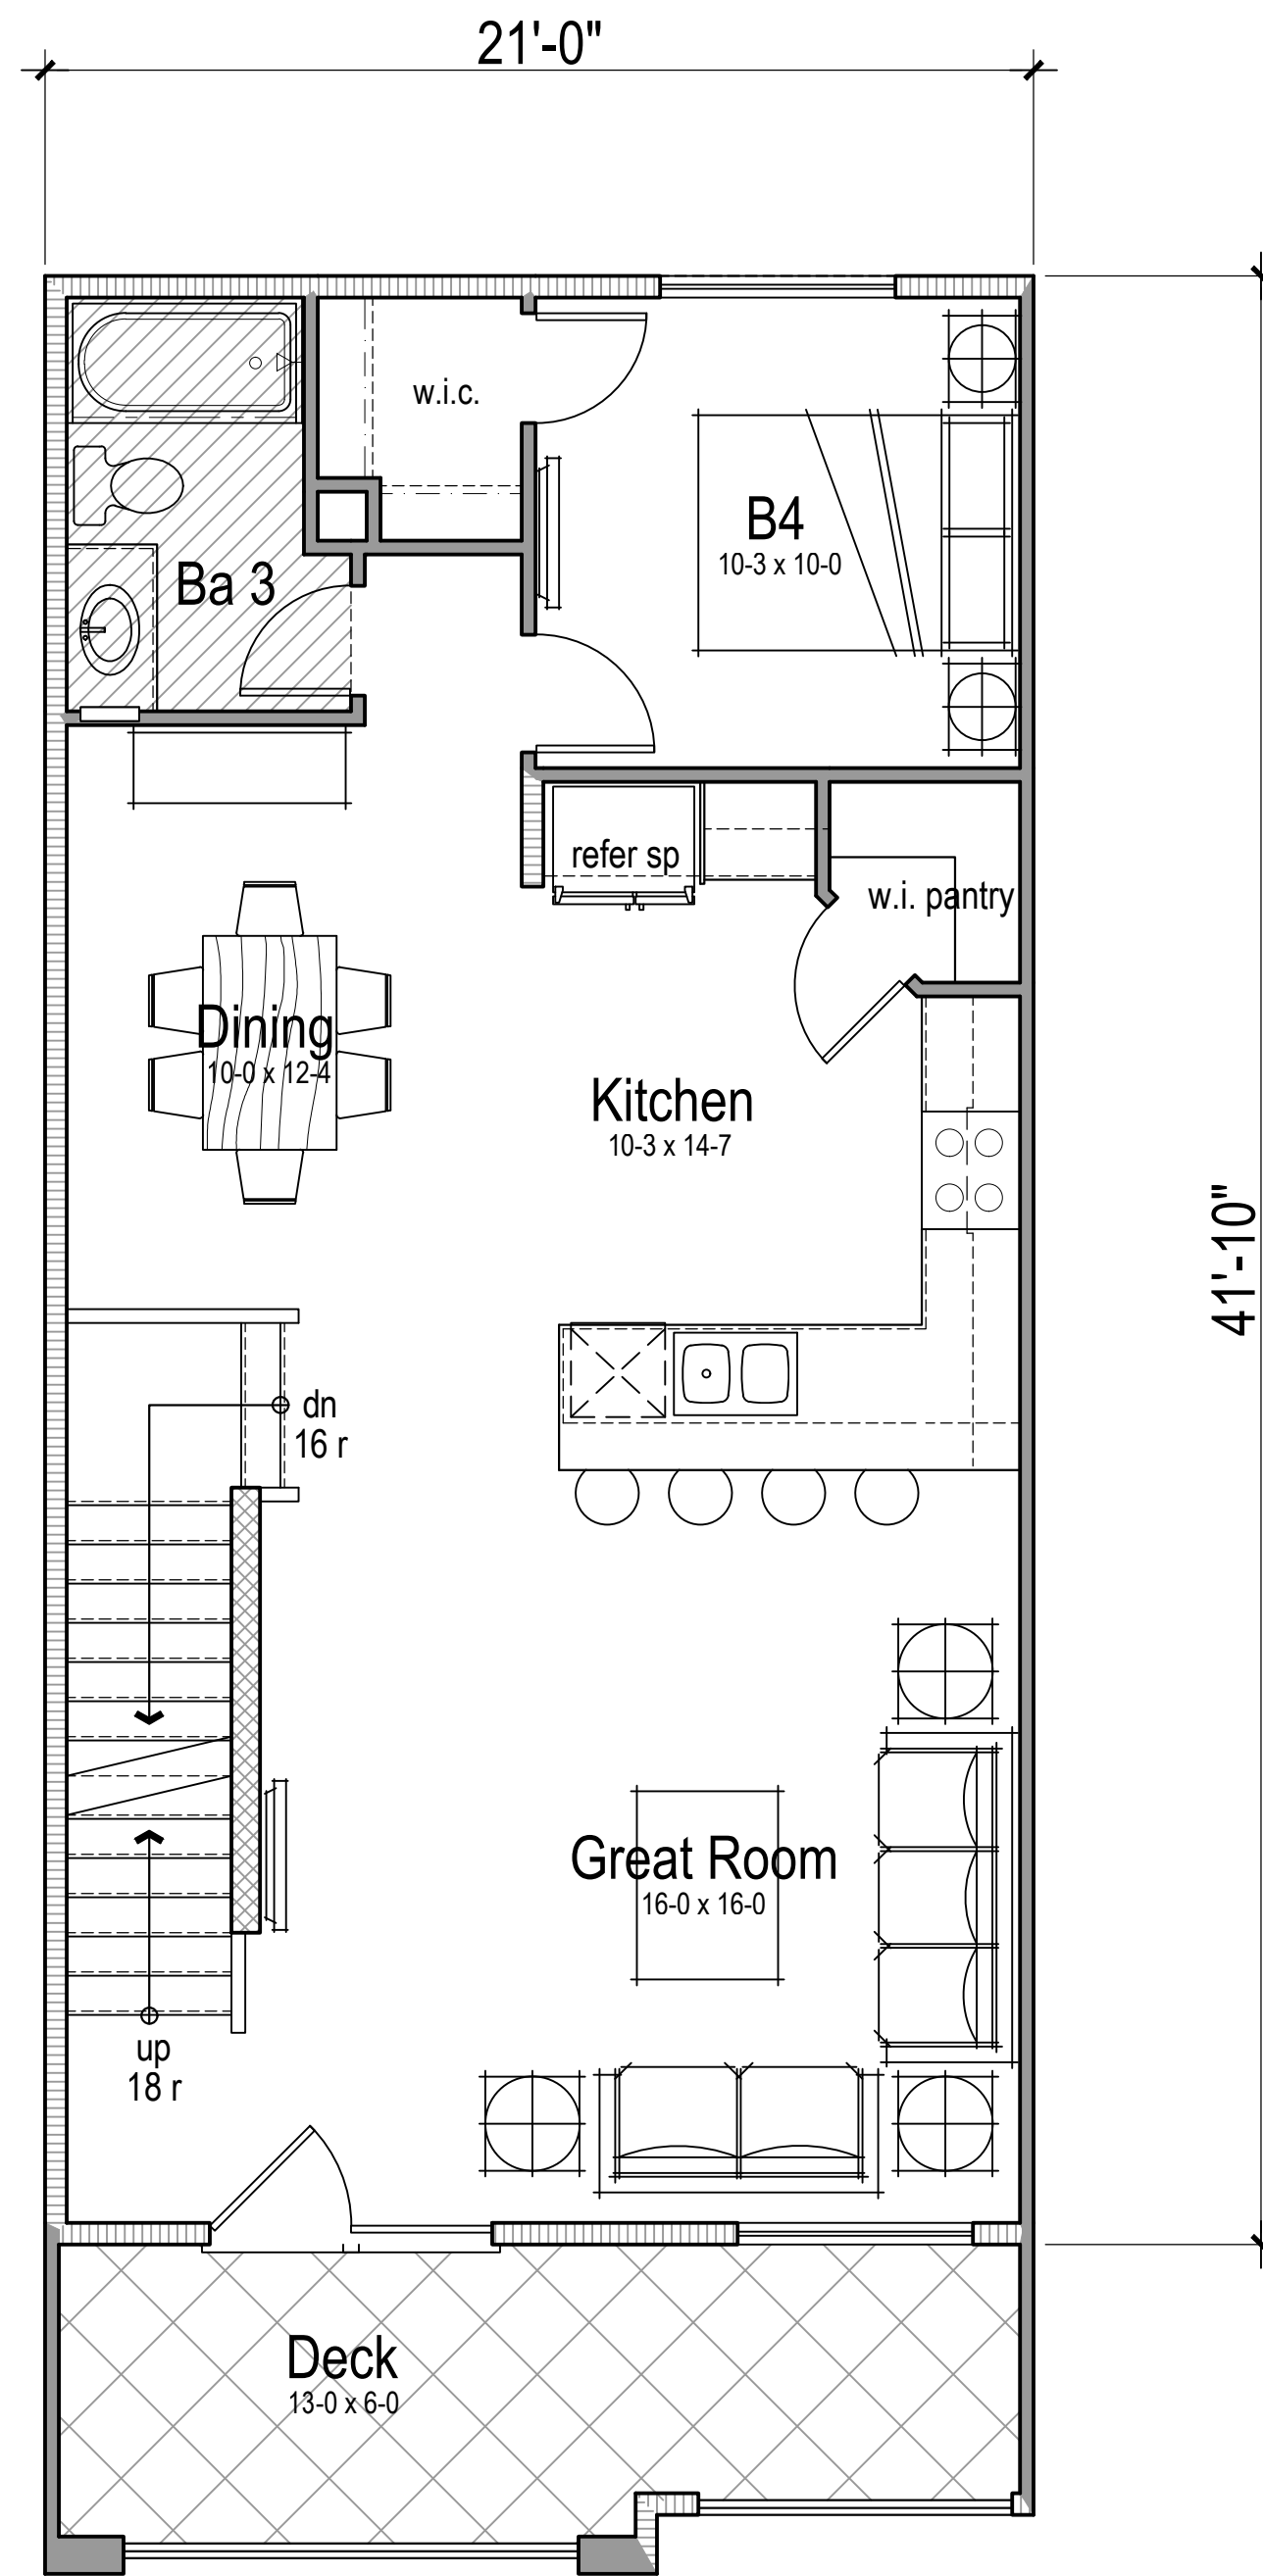 21'-0"
w.i.c.
B4
10-3 x 10-0
Ba 3
refer sp
w.i. pantry
Dining
10-0 x 12-4
Kitchen
10-3 x 14-7
41'-10"
dn
16 r
Great Room
16-0 x 16-0
up
18 r
Deck
13-0 x 6-0